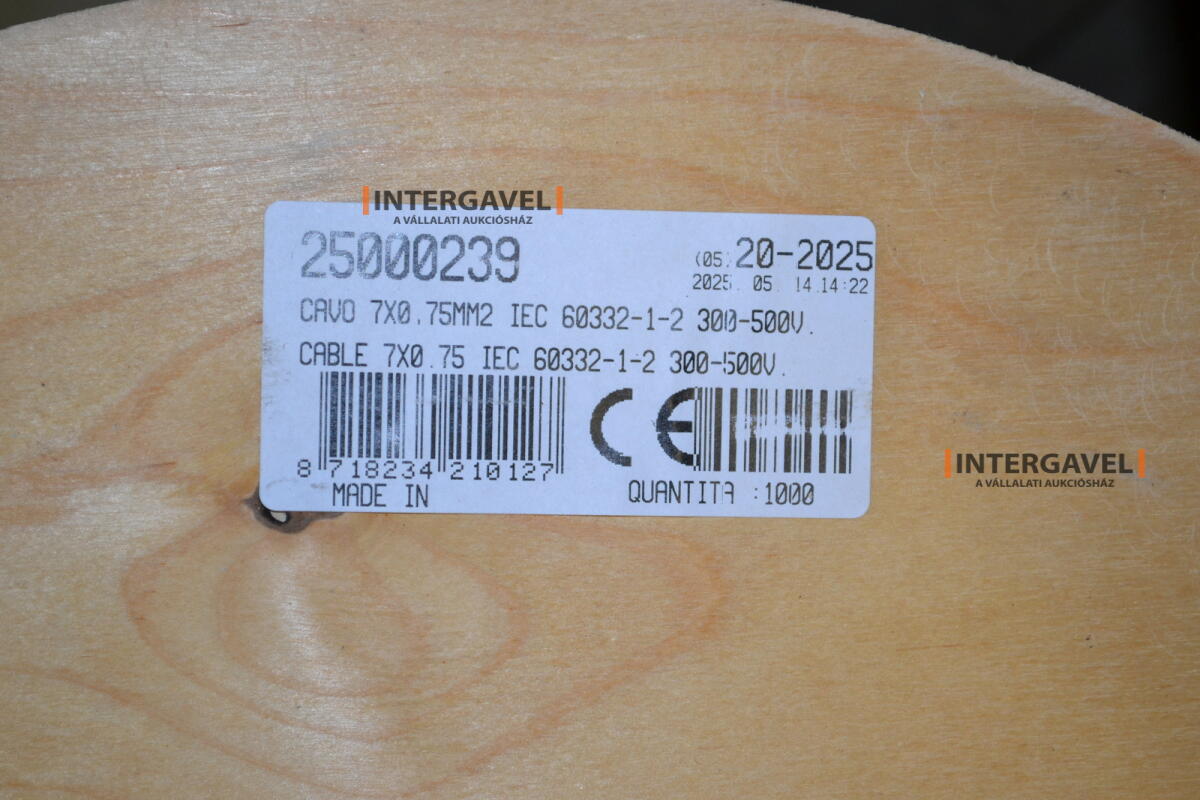 INTERGAVEL
A VÁLLALATI AUKCIÓSHÁZ
25000239
(05) 20-2025
2025. 05. 14.14:22
CAVO 7X0.75MM2 IEC 60332-1-2 300-500V.
CABLE 7X0.75 IEC 60332-1-2 300-500V.
CE
8 718234 210127
MADE IN
QUANTITA :1000
INTERGAVEL
A VÁLLALATI AUKCIÓSHÁZ